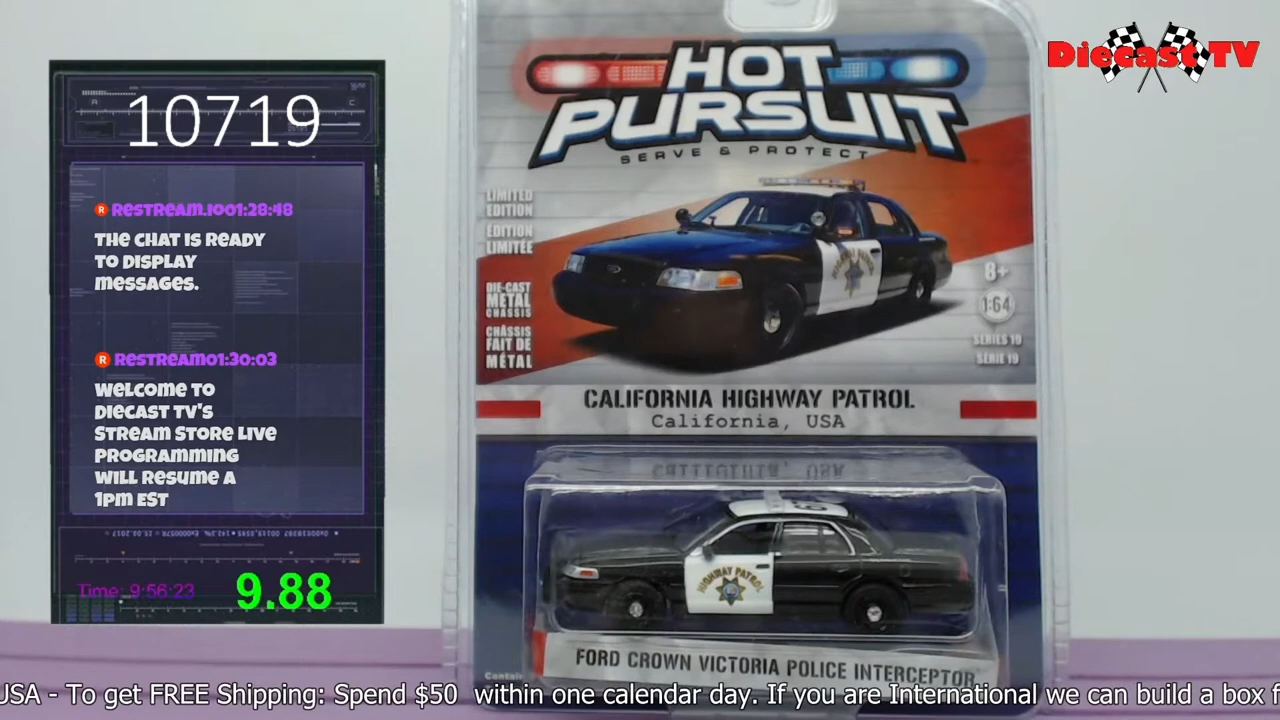 Diecast TV
10719
Restream.io01:28:48
The chat is ready
to display
messages.
Restream01:30:03
Welcome to
Diecast TV's
Stream store live
programming
will resume a
1pm EST
Time: 9:56:23
9.88
HOT
PURSUIT
SERVE & PROTECT
LIMITED
EDITION
ÉDITION
LIMITÉE
DIE-CAST
METAL
CHASSIS
CHÂSSIS
FAIT DE
MÉTAL
HIGHWAY PATROL
8+
1:64
SERIES 19
SÉRIE 19
CALIFORNIA HIGHWAY PATROL
California, USA
HIGHWAY PATROL
FORD CROWN VICTORIA POLICE INTERCEPTOR
USA - To get FREE Shipping: Spend $50 within one calendar day. If you are International we can build a box f